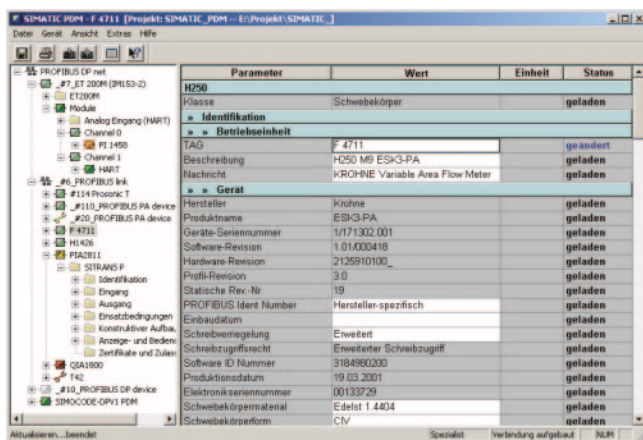 SIMATIC PDM - F 4711 [Projekt: SIMATIC_PDM -- E:\Projekt\SIMATIC_]
Datei Gerät Ansicht Extras Hilfe
PROFIBUS DP net
_#7_ET 200M (IM153-2)
ET200M
Module
Analog Eingang (HART)
Channel 0
PI 1458
Channel 1
HART
_#6_PROFIBUS link
#114 Prosonic T
_#110_PROFIBUS PA device
_#20_PROFIBUS PA device
F 4711
H1426
PIA2811
SITRANS P
Identifikation
Eingang
Ausgang
Einsatzbedingungen
Konstruktiver Aufbau
Anzeige- und Bediene
Zertifikate und Zulass
QIA1800
T42
_#10_PROFIBUS DP device
SIMOCODE-DPV1 PDM
Parameter Wert Einheit Status
H250
Klasse Schwebekörper geladen
» Identifikation
» » Betriebseinheit
TAG F 4711 geändert
Beschreibung H250 M9 ESK3-PA geladen
Nachricht KROHNE Variable Area Flow Meter geladen
» » Gerät
Hersteller Krohne geladen
Produktname ESK3-PA geladen
Geräte-Seriennummer 1/171302.001 geladen
Software-Revision 1.01/000418 geladen
Hardware-Revision 2125910100_ geladen
Profil-Revision 3.0 geladen
Statische Rev.-Nr. 19 geladen
PROFIBUS Ident Number Hersteller-spezifisch geladen
Einbaudatum geladen
Schreibverriegelung Erweitert geladen
Schreibzugriffsrecht Erweiterter Schreibzugriff geladen
Software ID Nummer 3184980200 geladen
Produktionsdatum 19.03.2001 geladen
Elektronikseriennummer 00133729 geladen
Schwebekörpermaterial Edelst 1.4404 geladen
Schwebekörperform CIV geladen
Aktualisieren...beendet Spezialist Verbindung aufgebaut NUM